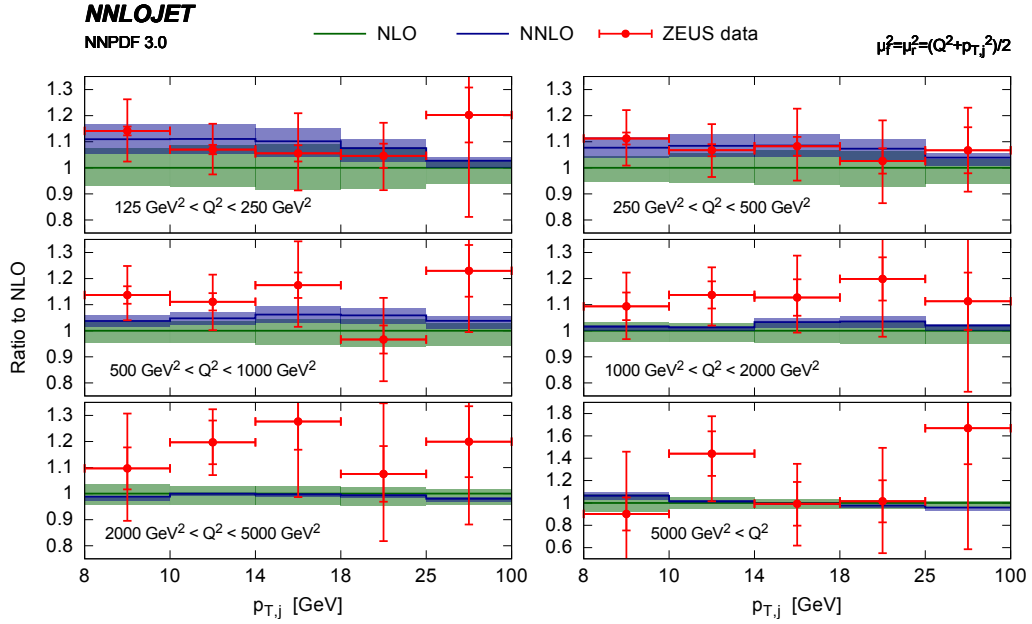 NNLOJET
NNPDF 3.0
NLO
NNLO
ZEUS data
μf²=μr²=(Q²+pT,j²)/2
Ratio to NLO
1.3
1.2
1.1
1
0.9
0.8
125 GeV² < Q² < 250 GeV²
1.3
1.2
1.1
1
0.9
0.8
250 GeV² < Q² < 500 GeV²
1.3
1.2
1.1
1
0.9
0.8
500 GeV² < Q² < 1000 GeV²
1.3
1.2
1.1
1
0.9
0.8
1000 GeV² < Q² < 2000 GeV²
1.3
1.2
1.1
1
0.9
0.8
2000 GeV² < Q² < 5000 GeV²
8 10 14 18 25 100
pT,j [GeV]
1.8
1.6
1.4
1.2
1
0.8
0.6
5000 GeV² < Q²
8 10 14 18 25 100
pT,j [GeV]